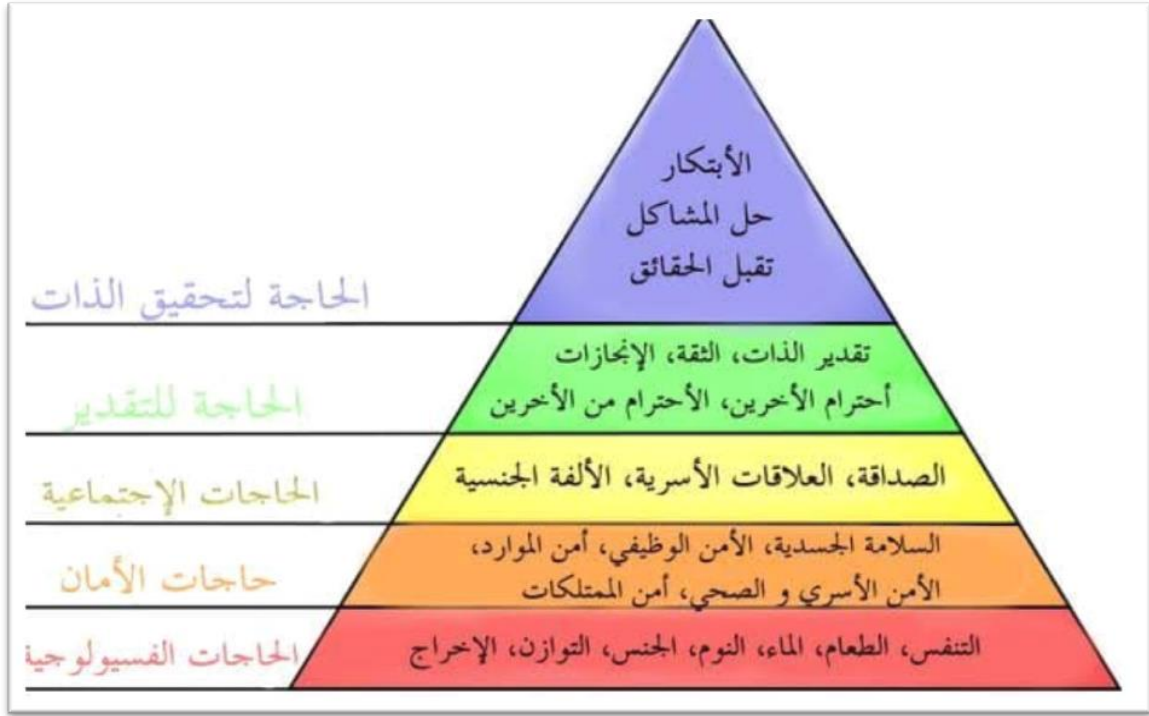 الأبتكار
حل المشاكل
تقبل الحقائق
الحاجة لتحقيق الذات
تقدير الذات، الثقة، الإنجازات
أحترام الأخرين، الأحترام من الأخرين
الحاجة للتقدير
الصداقة، العلاقات الأسرية، الألفة الجنسية
الحاجات الإجتماعية
السلامة الجسدية، الأمن الوظيفي، أمن الموارد،
الأمن الأسري و الصحي، أمن الممتلكات
حاجات الأمان
التنفس، الطعام، الماء، النوم، الجنس، التوازن، الإخراج
الحاجات الفسيولوجية